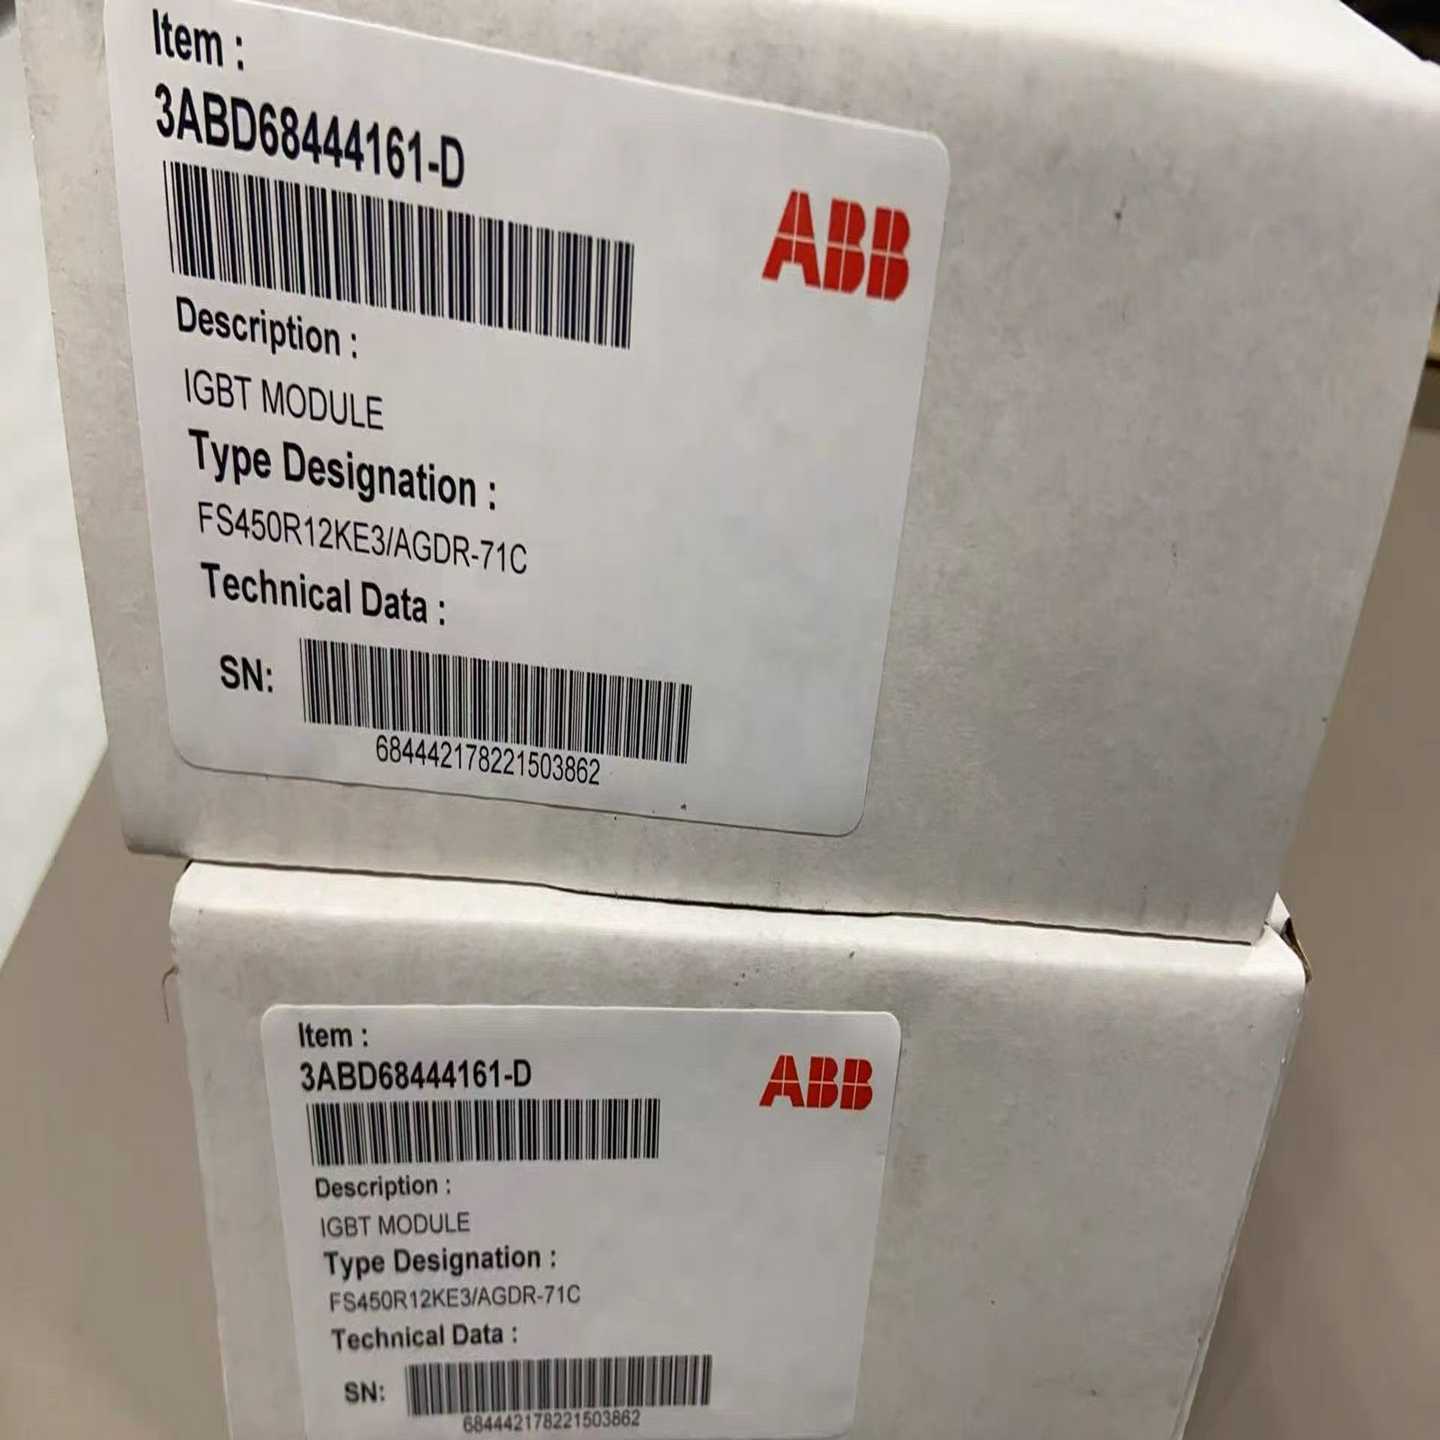 Item :
3ABD68444161-D
ABB
Description :
IGBT MODULE
Type Designation :
FS450R12KE3/AGDR-71C
Technical Data :
SN:
684442178221503862
Item :
3ABD68444161-D
ABB
Description :
IGBT MODULE
Type Designation :
FS450R12KE3/AGDR-71C
Technical Data :
SN:
684442178221503862